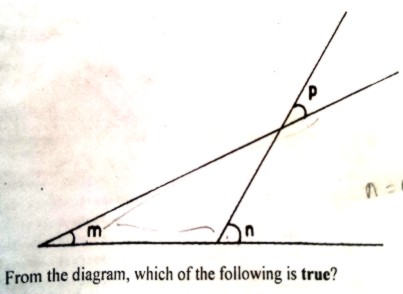 p
n =
m
n
From the diagram, which of the following is true?